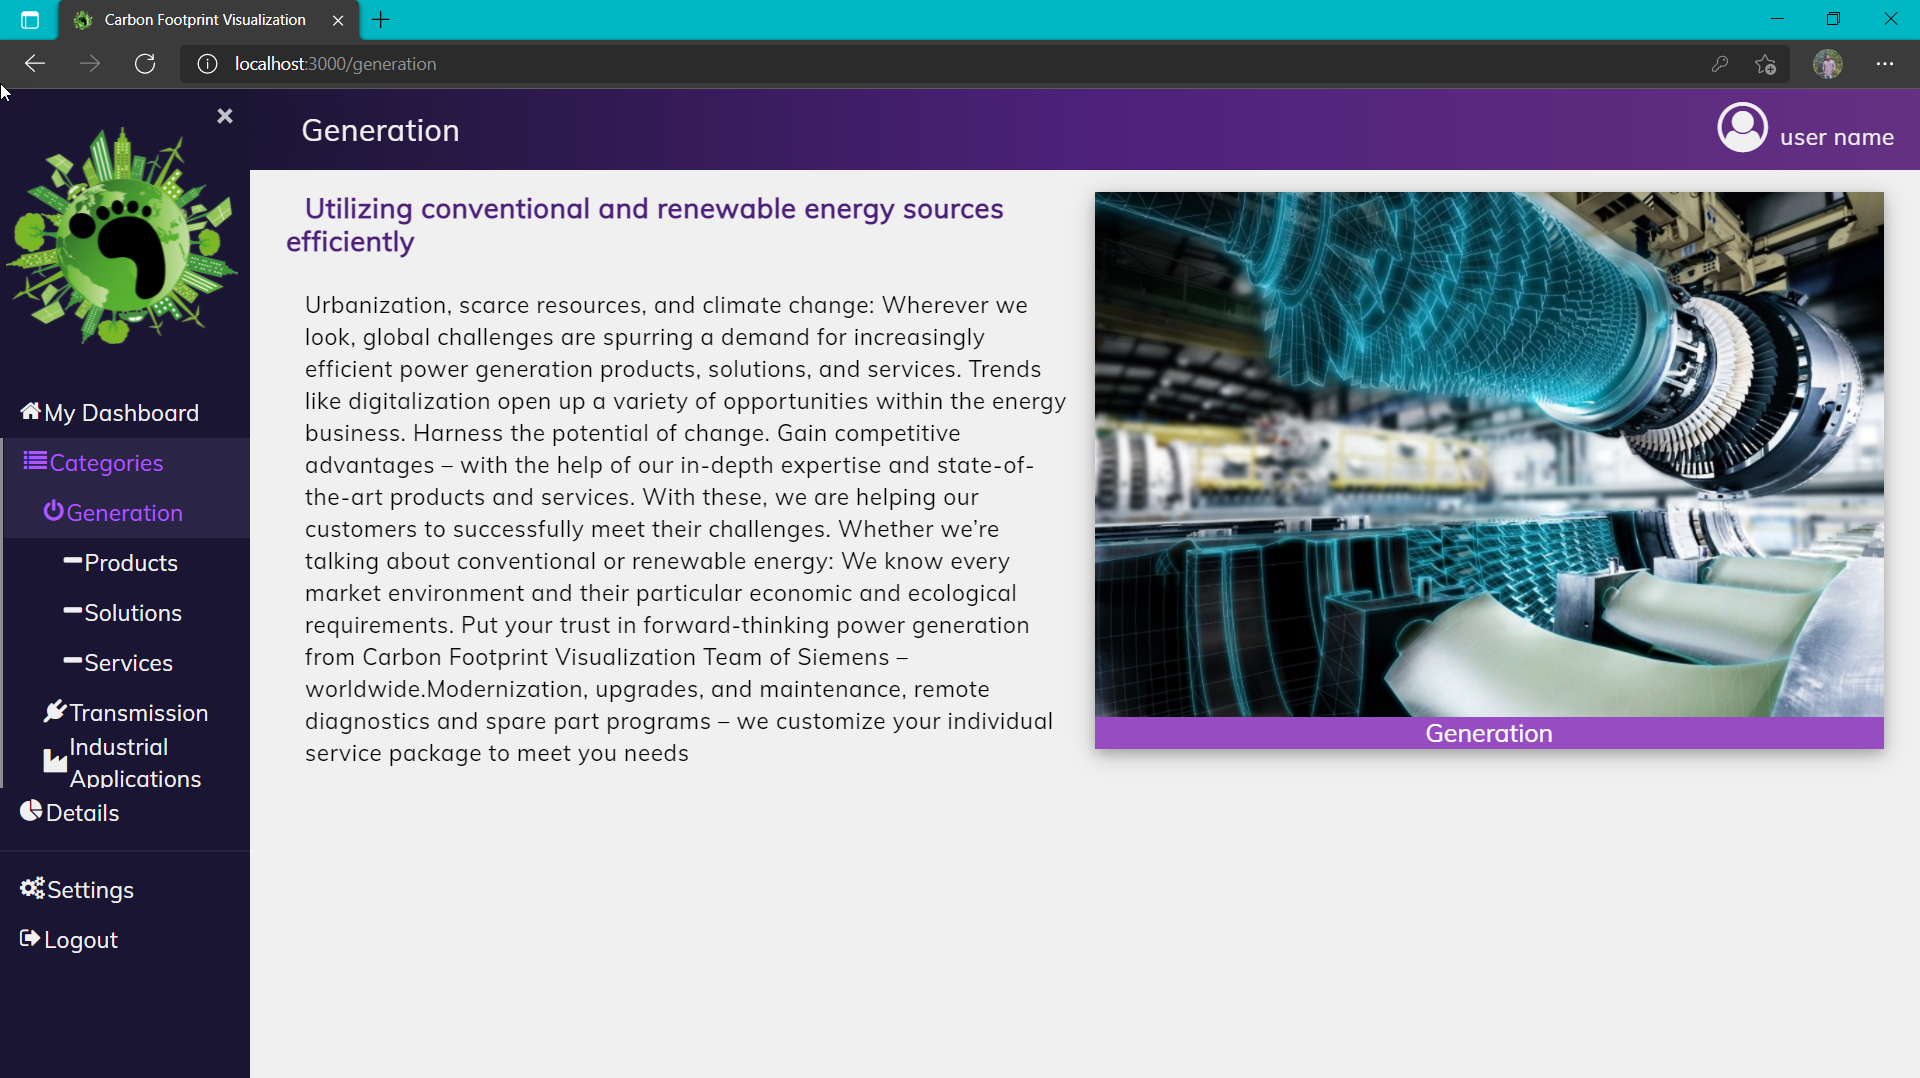 Carbon Footprint Visualization
localhost:3000/generation
Generation
user name
My Dashboard
Categories
Generation
Products
Solutions
Services
Transmission
Industrial
Applications
Details
Settings
Logout
Utilizing conventional and renewable energy sources
efficiently
Urbanization, scarce resources, and climate change: Wherever we
look, global challenges are spurring a demand for increasingly
efficient power generation products, solutions, and services. Trends
like digitalization open up a variety of opportunities within the energy
business. Harness the potential of change. Gain competitive
advantages – with the help of our in-depth expertise and state-of-
the-art products and services. With these, we are helping our
customers to successfully meet their challenges. Whether we’re
talking about conventional or renewable energy: We know every
market environment and their particular economic and ecological
requirements. Put your trust in forward-thinking power generation
from Carbon Footprint Visualization Team of Siemens –
worldwide.Modernization, upgrades, and maintenance, remote
diagnostics and spare part programs – we customize your individual
service package to meet you needs
Generation